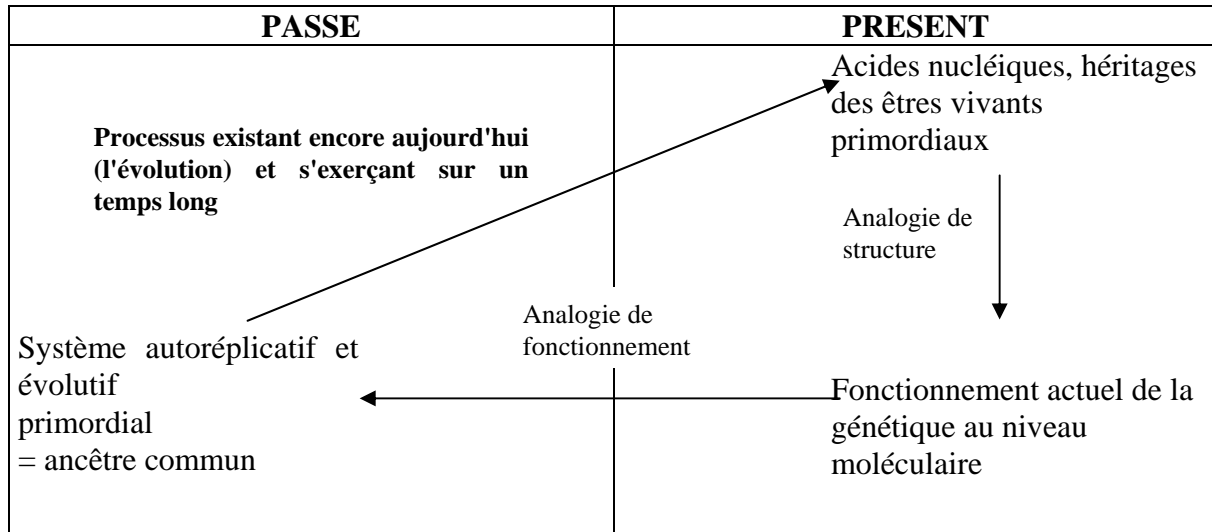 PASSE
PRESENT
Acides nucléiques, héritages
des êtres vivants
primordiaux
Processus existant encore aujourd'hui
(l'évolution) et s'exerçant sur un
temps long
Analogie de
structure
Analogie de
fonctionnement
Système autoréplicatif et
évolutif
primordial
= ancêtre commun
Fonctionnement actuel de la
génétique au niveau
moléculaire